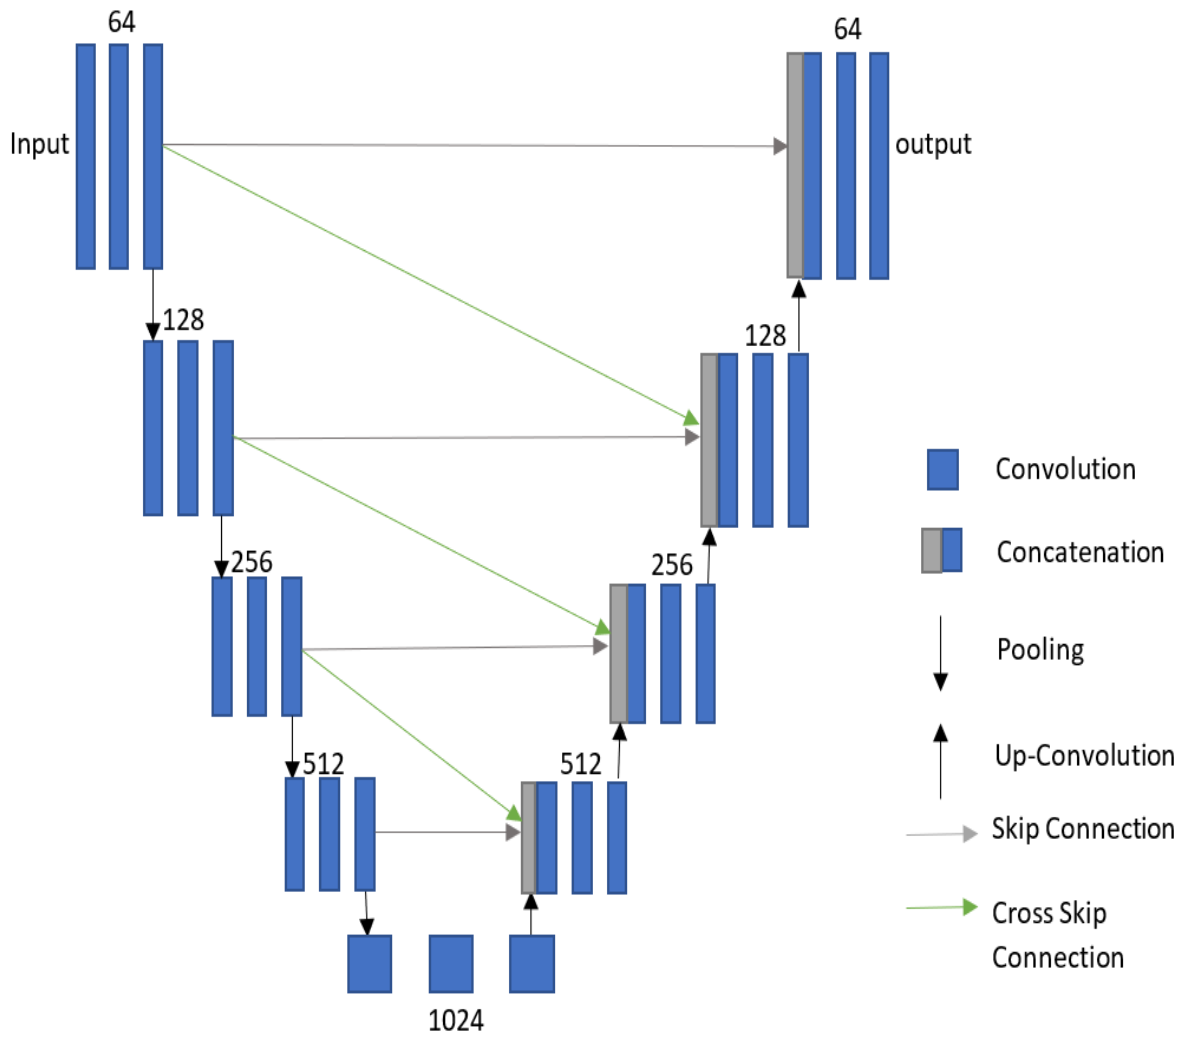 64
64
Input
output
128
128
256
256
512
512
1024
Convolution
Concatenation
Pooling
Up-Convolution
Skip Connection
Cross Skip
Connection